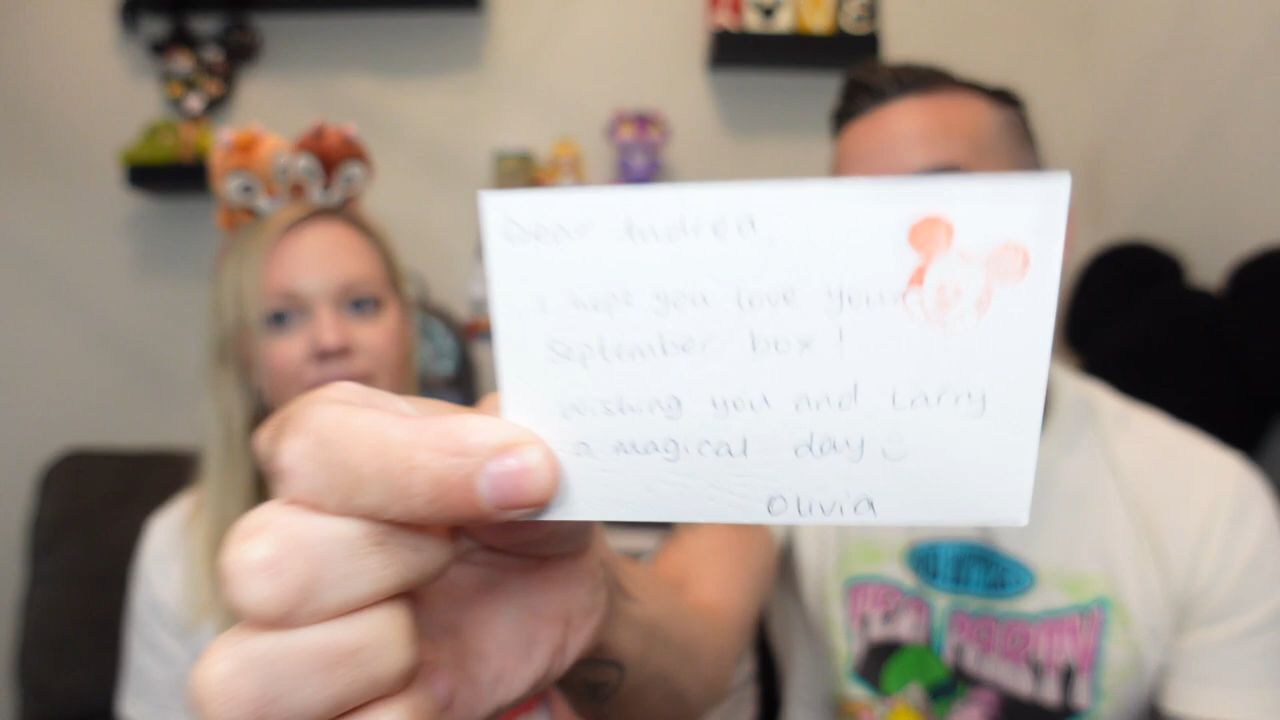 Dear Andrea,
I hope you love your
September box!
wishing you and Larry
a magical day
Olivia